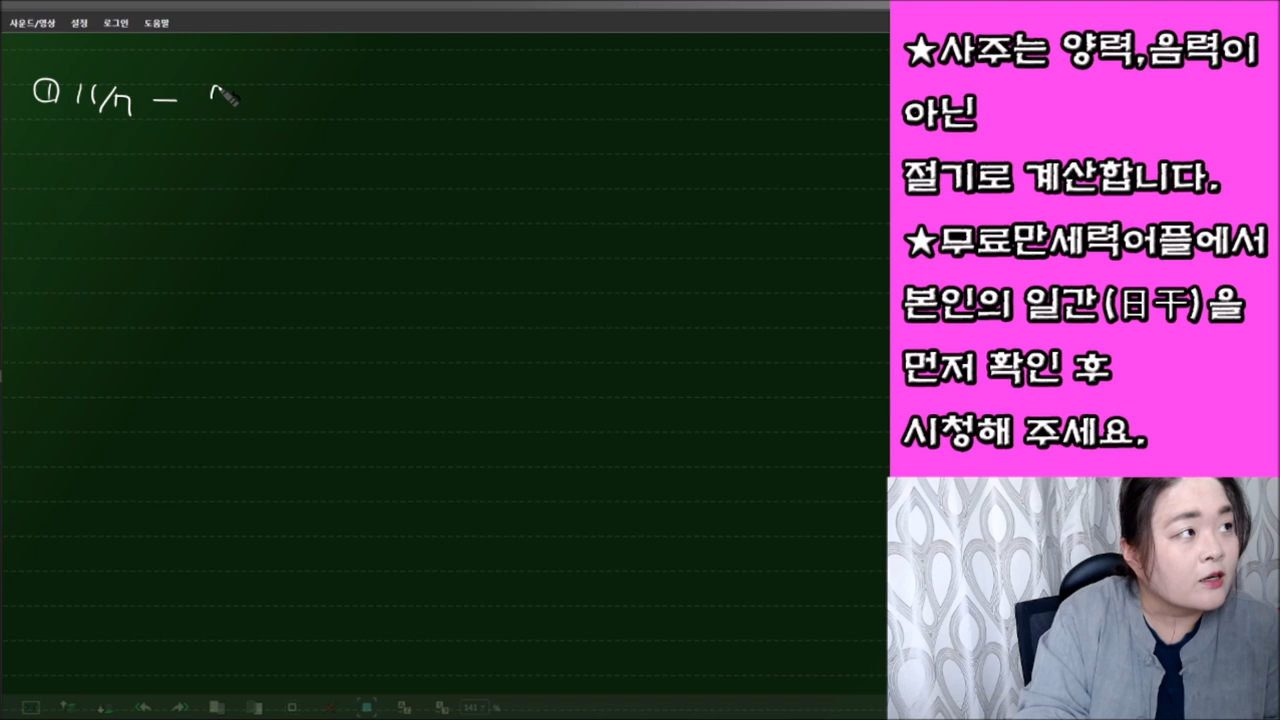 사운드/영상 설정 로그인 도움말
① 11/7 -
★사주는 양력,음력이
아닌
절기로 계산합니다.
★무료만세력어플에서
본인의 일간(日干)을
먼저 확인 후
시청해 주세요.
143 %